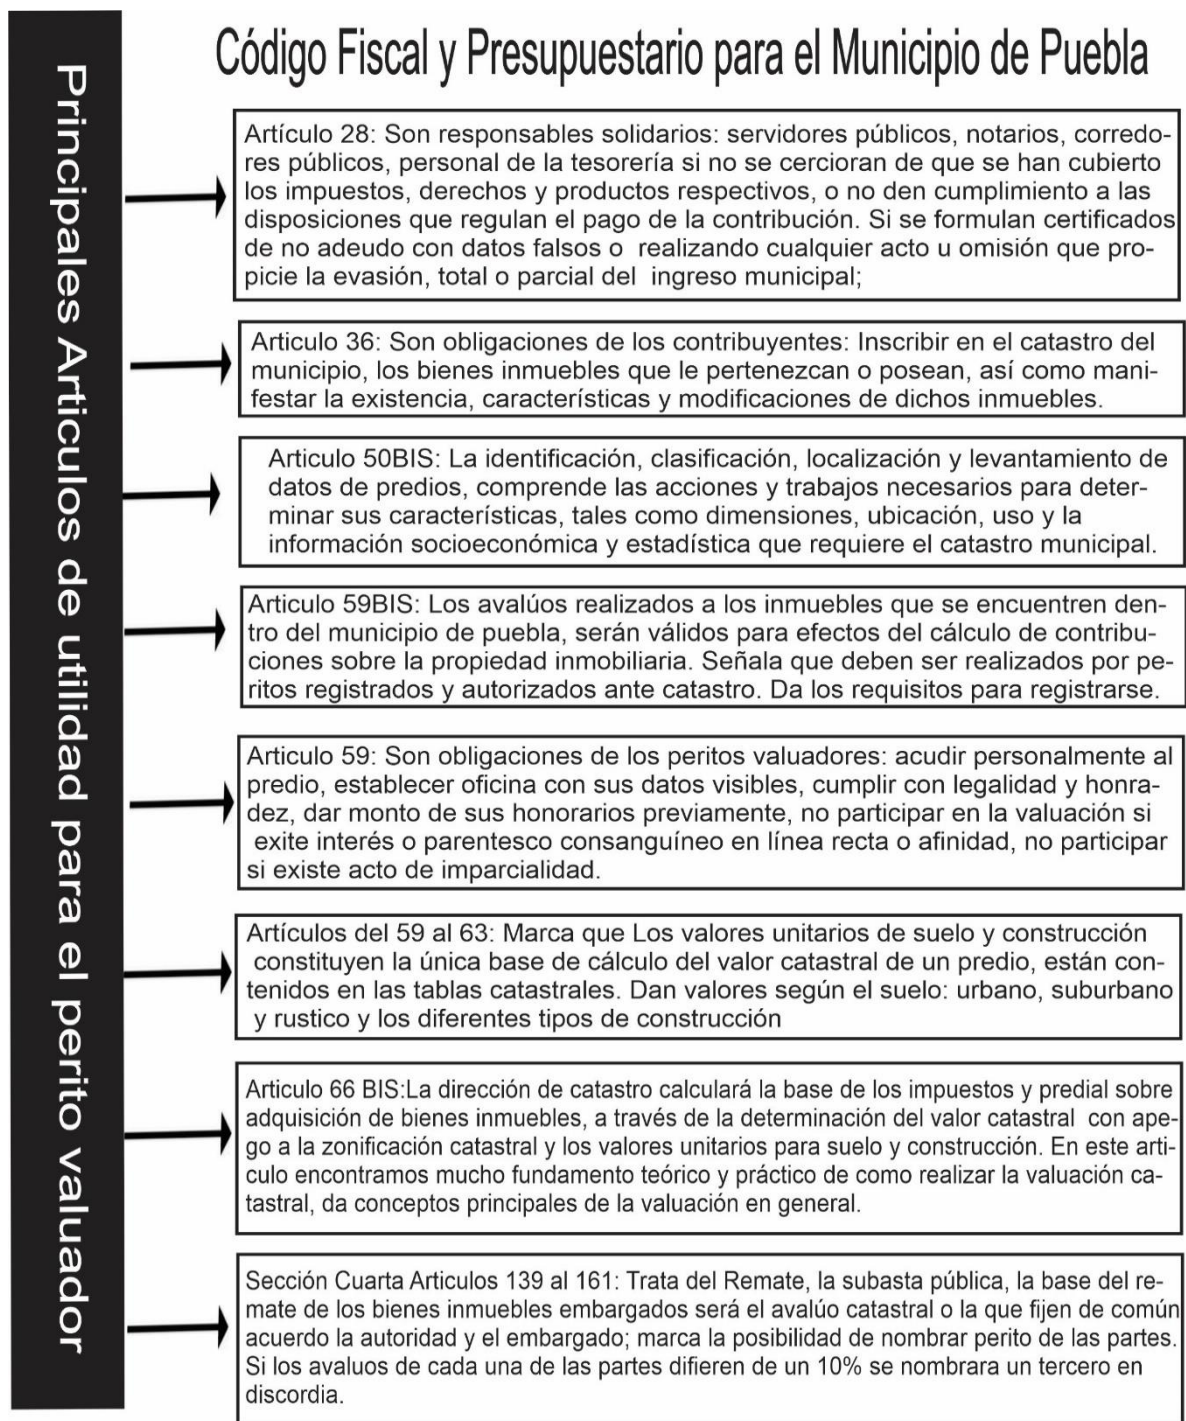 Código Fiscal y Presupuestario para el Municipio de Puebla
Principales Articulos de utilidad para el perito valuador
Artículo 28: Son responsables solidarios: servidores públicos, notarios, corredo-
res públicos, personal de la tesorería si no se cercioran de que se han cubierto
los impuestos, derechos y productos respectivos, o no den cumplimiento a las
disposiciones que regulan el pago de la contribución. Si se formulan certificados
de no adeudo con datos falsos o realizando cualquier acto u omisión que pro-
picie la evasión, total o parcial del ingreso municipal;
Articulo 36: Son obligaciones de los contribuyentes: Inscribir en el catastro del
municipio, los bienes inmuebles que le pertenezcan o posean, así como mani-
festar la existencia, características y modificaciones de dichos inmuebles.
Articulo 50BIS: La identificación, clasificación, localización y levantamiento de
datos de predios, comprende las acciones y trabajos necesarios para deter-
minar sus características, tales como dimensiones, ubicación, uso y la
información socioeconómica y estadística que requiere el catastro municipal.
Articulo 59BIS: Los avalúos realizados a los inmuebles que se encuentren den-
tro del municipio de puebla, serán válidos para efectos del cálculo de contribu-
ciones sobre la propiedad inmobiliaria. Señala que deben ser realizados por pe-
ritos registrados y autorizados ante catastro. Da los requisitos para registrarse.
Articulo 59: Son obligaciones de los peritos valuadores: acudir personalmente al
predio, establecer oficina con sus datos visibles, cumplir con legalidad y honra-
dez, dar monto de sus honorarios previamente, no participar en la valuación si
exite interés o parentesco consanguíneo en línea recta o afinidad, no participar
si existe acto de imparcialidad.
Artículos del 59 al 63: Marca que Los valores unitarios de suelo y construcción
constituyen la única base de cálculo del valor catastral de un predio, están con-
tenidos en las tablas catastrales. Dan valores según el suelo: urbano, suburbano
y rustico y los diferentes tipos de construcción
Articulo 66 BIS:La dirección de catastro calculará la base de los impuestos y predial sobre
adquisición de bienes inmuebles, a través de la determinación del valor catastral con ape-
go a la zonificación catastral y los valores unitarios para suelo y construcción. En este arti-
culo encontramos mucho fundamento teórico y práctico de como realizar la valuación ca-
tastral, da conceptos principales de la valuación en general.
Sección Cuarta Articulos 139 al 161: Trata del Remate, la subasta pública, la base del re-
mate de los bienes inmuebles embargados será el avalúo catastral o la que fijen de común
acuerdo la autoridad y el embargado; marca la posibilidad de nombrar perito de las partes.
Si los avaluos de cada una de las partes difieren de un 10% se nombrara un tercero en
discordia.